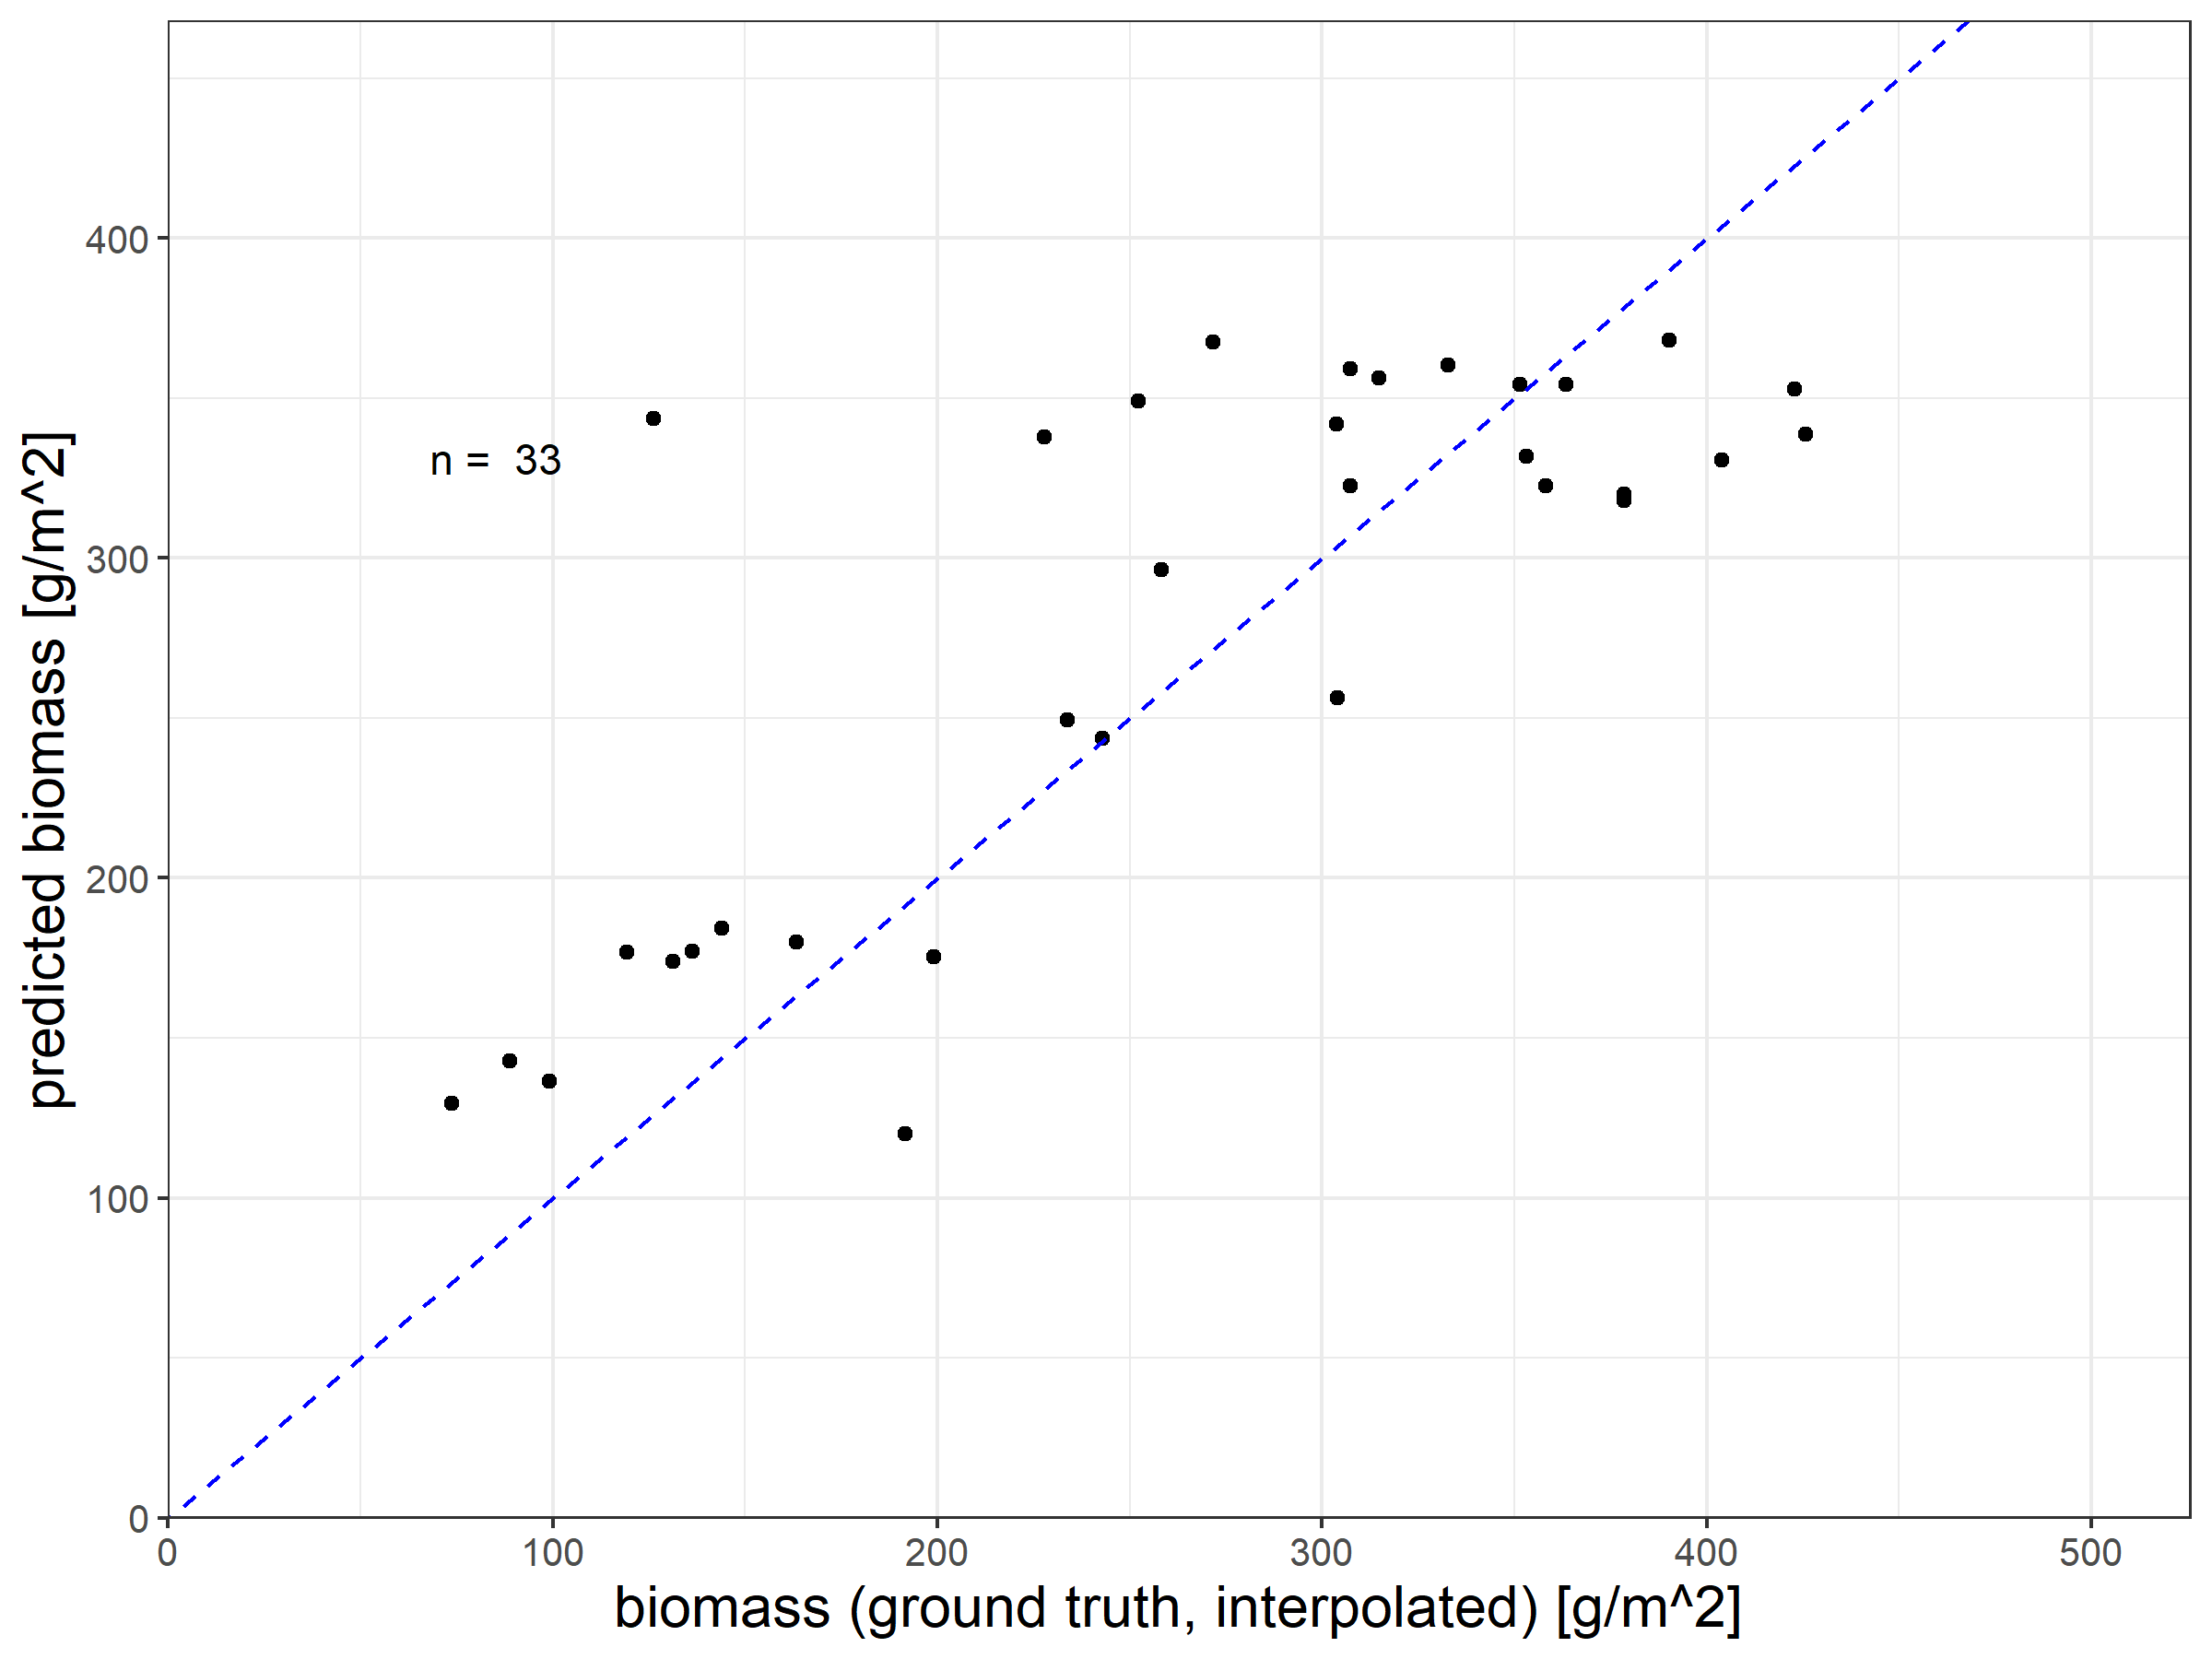 predicted biomass [g/m^2]
400
300
200
100
0
n =  33
0 100 200 300 400 500
biomass (ground truth, interpolated) [g/m^2]